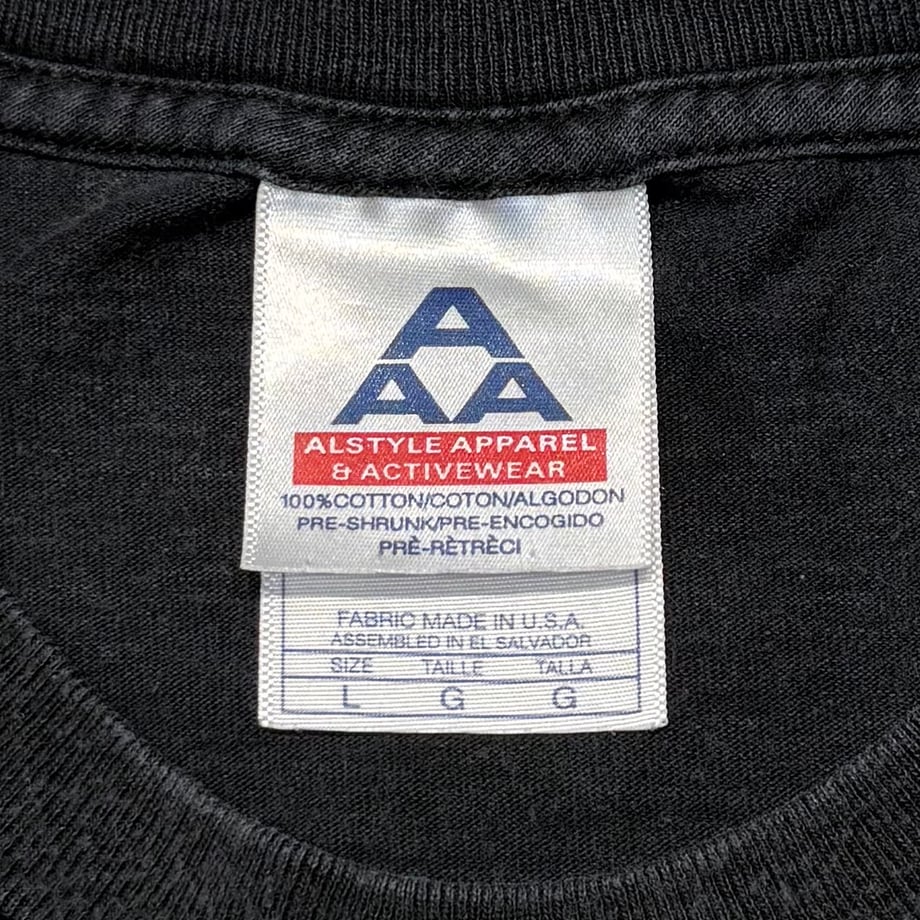 A
AA
ALSTYLE APPAREL
& ACTIVEWEAR
100%COTTON/COTON/ALGODON
PRE-SHRUNK/PRE-ENCOGIDO
PRÈ-RÈTRÈCI
FABRIC MADE IN U.S.A.
ASSEMBLED IN EL SALVADOR
SIZE TAILLE TALLA
L G G